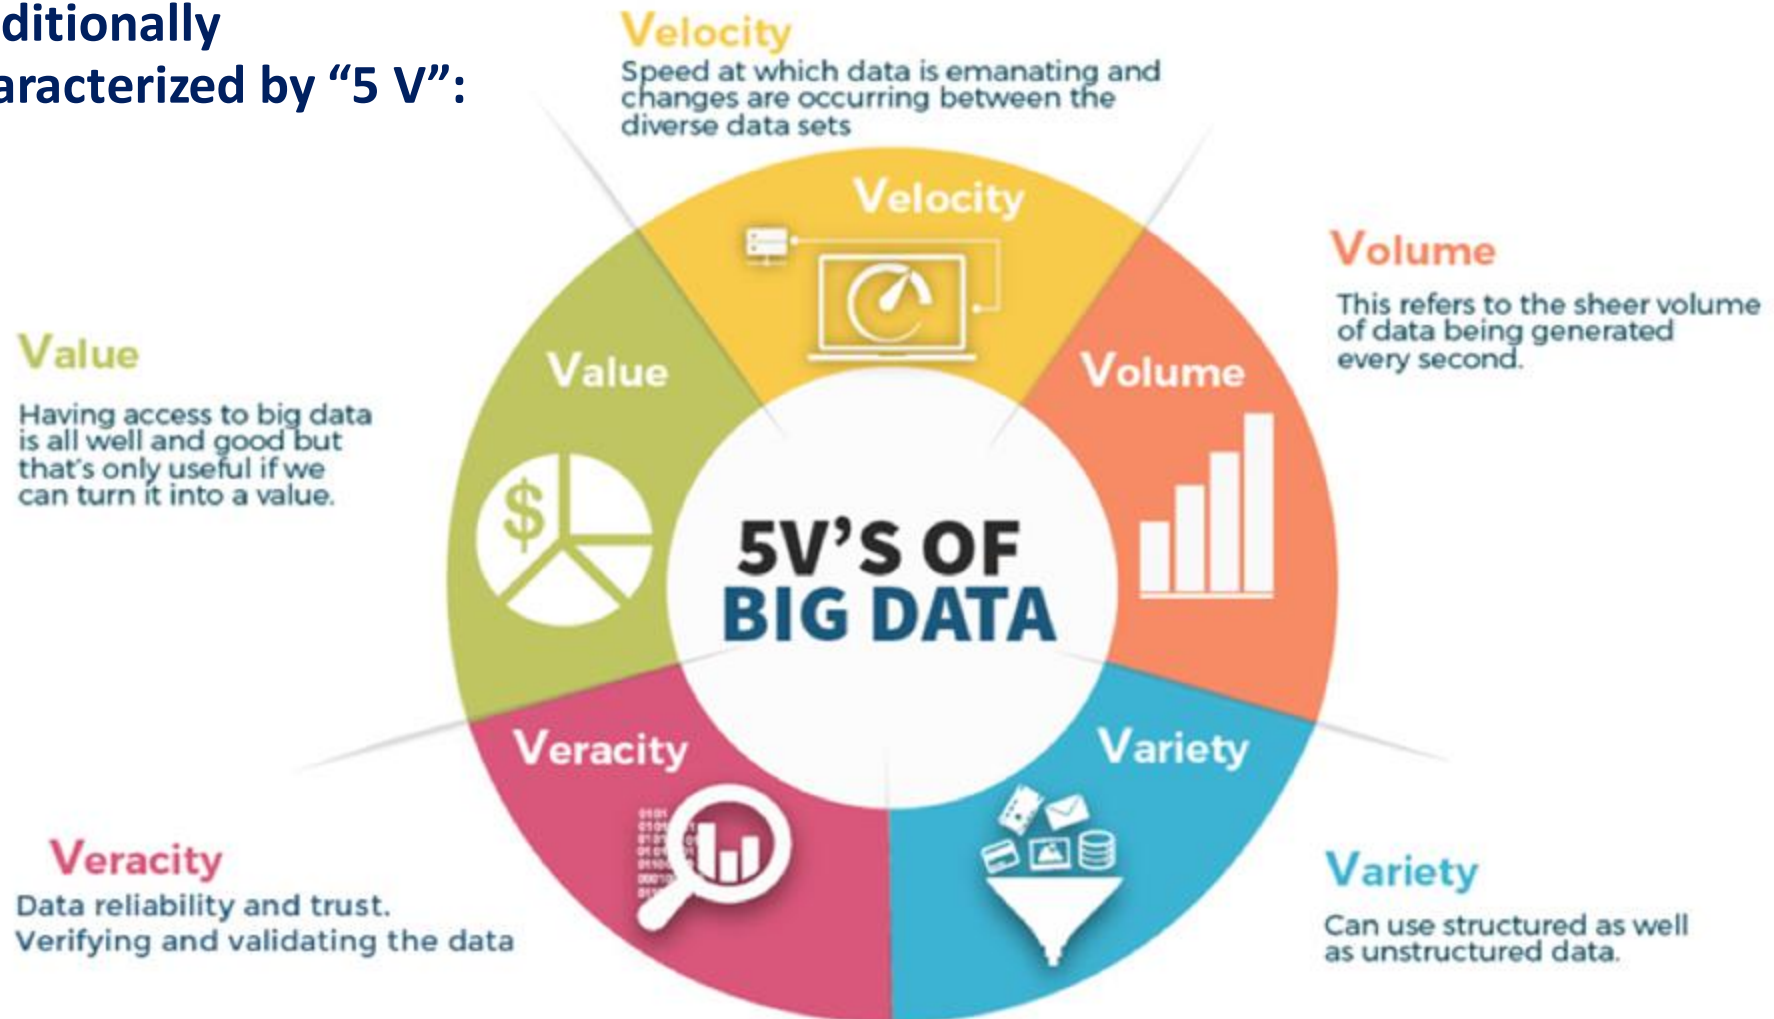 ditionally
aracterized by “5 V”:
Velocity
Speed at which data is emanating and
changes are occurring between the
diverse data sets
Velocity
Volume
This refers to the sheer volume
of data being generated
every second.
Value
Having access to big data
is all well and good but
that's only useful if we
can turn it into a value.
Value
$
Volume
5V’S OF
BIG DATA
Veracity
Variety
0101
Veracity
Data reliability and trust.
Verifying and validating the data
Variety
Can use structured as well
as unstructured data.